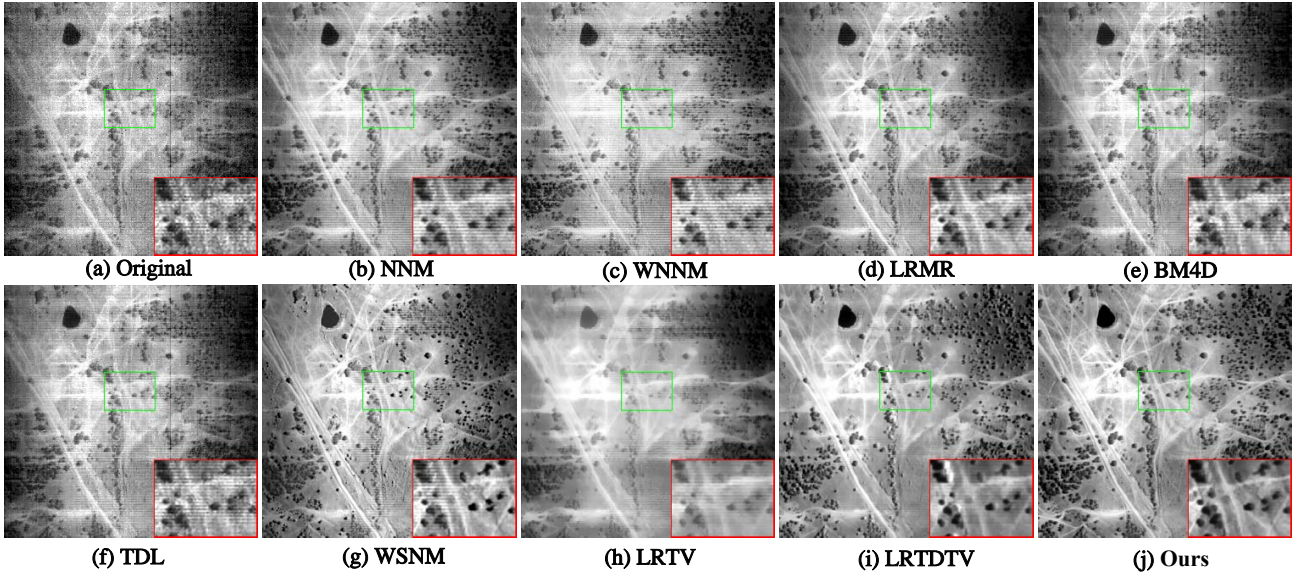 (a) Original
(b) NNM
(c) WNNM
(d) LRMR
(e) BM4D
(f) TDL
(g) WSNM
(h) LRTV
(i) LRTDTV
(j) Ours